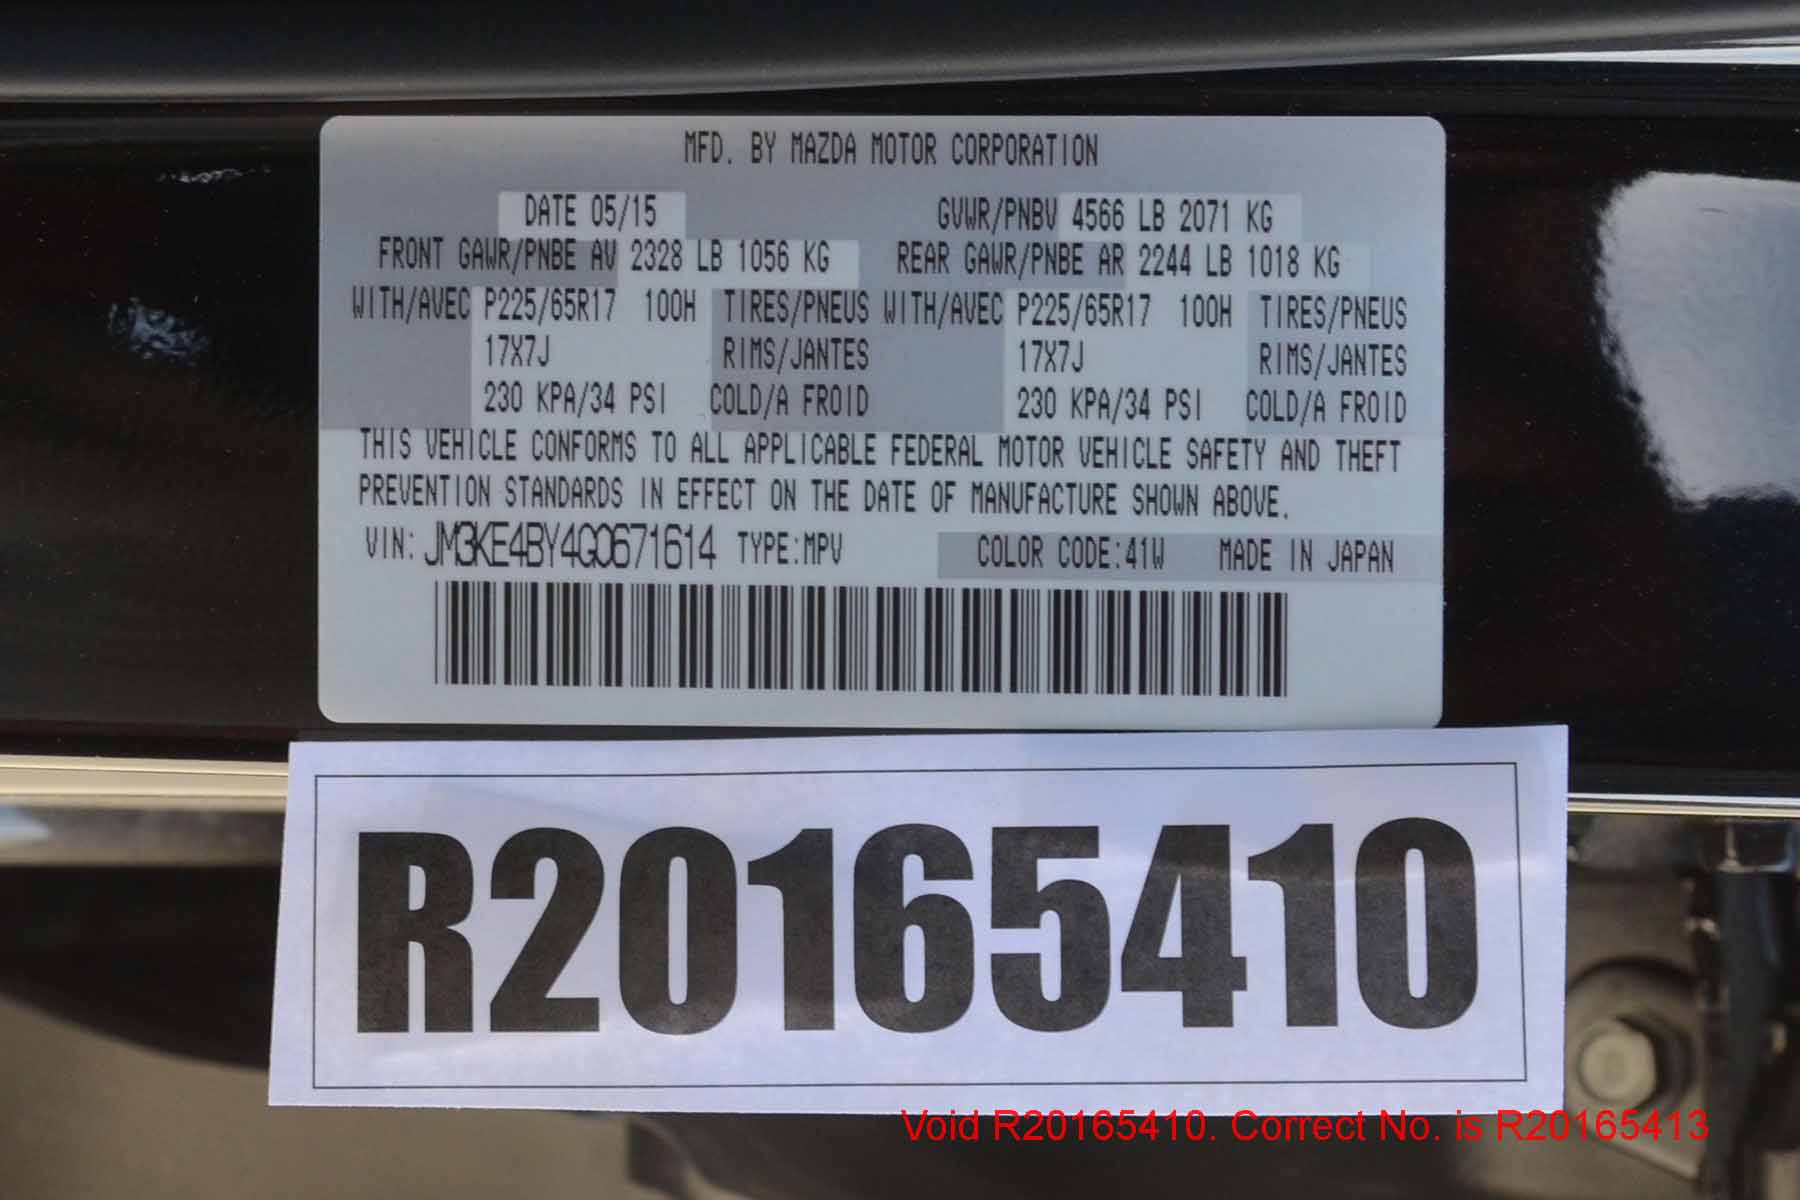 MFD. BY MAZDA MOTOR CORPORATION
DATE 05/15 GVWR/PNBV 4566 LB 2071 KG
FRONT GAWR/PNBE AV 2328 LB 1056 KG REAR GAWR/PNBE AR 2244 LB 1018 KG
WITH/AVEC P225/65R17 100H TIRES/PNEUS WITH/AVEC P225/65R17 100H TIRES/PNEUS
17X7J RIMS/JANTES 17X7J RIMS/JANTES
230 KPA/34 PSI COLD/A FROID 230 KPA/34 PSI COLD/A FROID
THIS VEHICLE CONFORMS TO ALL APPLICABLE FEDERAL MOTOR VEHICLE SAFETY AND THEFT
PREVENTION STANDARDS IN EFFECT ON THE DATE OF MANUFACTURE SHOWN ABOVE.
VIN: JM3KE4BY4G0671614 TYPE:MPV COLOR CODE:41W MADE IN JAPAN
R20165410
Void R20165410. Correct No. is R20165413